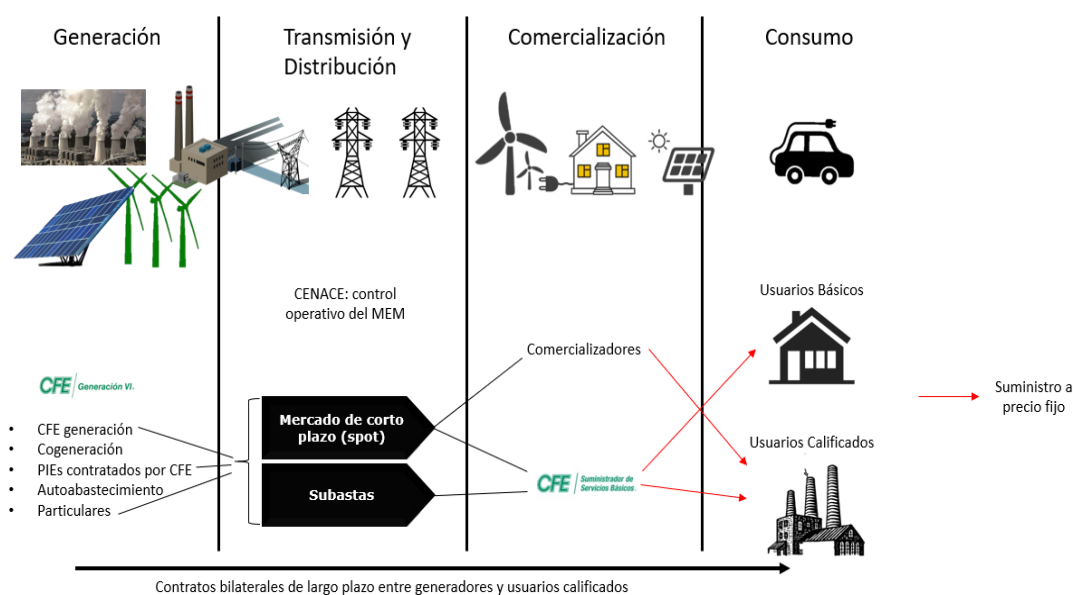 Generación
Transmisión y
Distribución
Comercialización
Consumo
CENACE: control
operativo del MEM
Usuarios Básicos
Comercializadores
CFE Generación VI.
Suministro a
precio fijo
Mercado de corto
plazo (spot)
• CFE generación
• Cogeneración
• PIEs contratados por CFE
• Autoabastecimiento
• Particulares
Usuarios Calificados
Subastas
CFE Suministrador de
Servicios Básicos.
Contratos bilaterales de largo plazo entre generadores y usuarios calificados